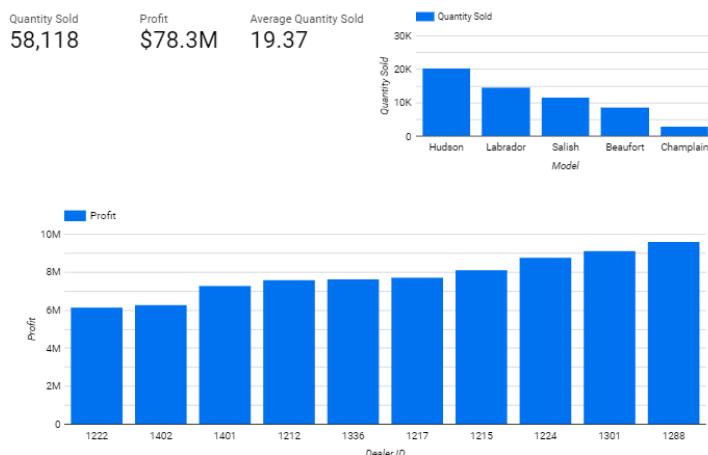 Quantity Sold
58,118
Profit
$78.3M
Average Quantity Sold
19.37
Quantity Sold
30K
20K
10K
0
Quantity Sold
Hudson Labrador Salish Beaufort Champlain
Model
Profit
10M
8M
6M
4M
2M
0
Profit
1222 1402 1401 1212 1336 1217 1215 1224 1301 1288
Dealer ID